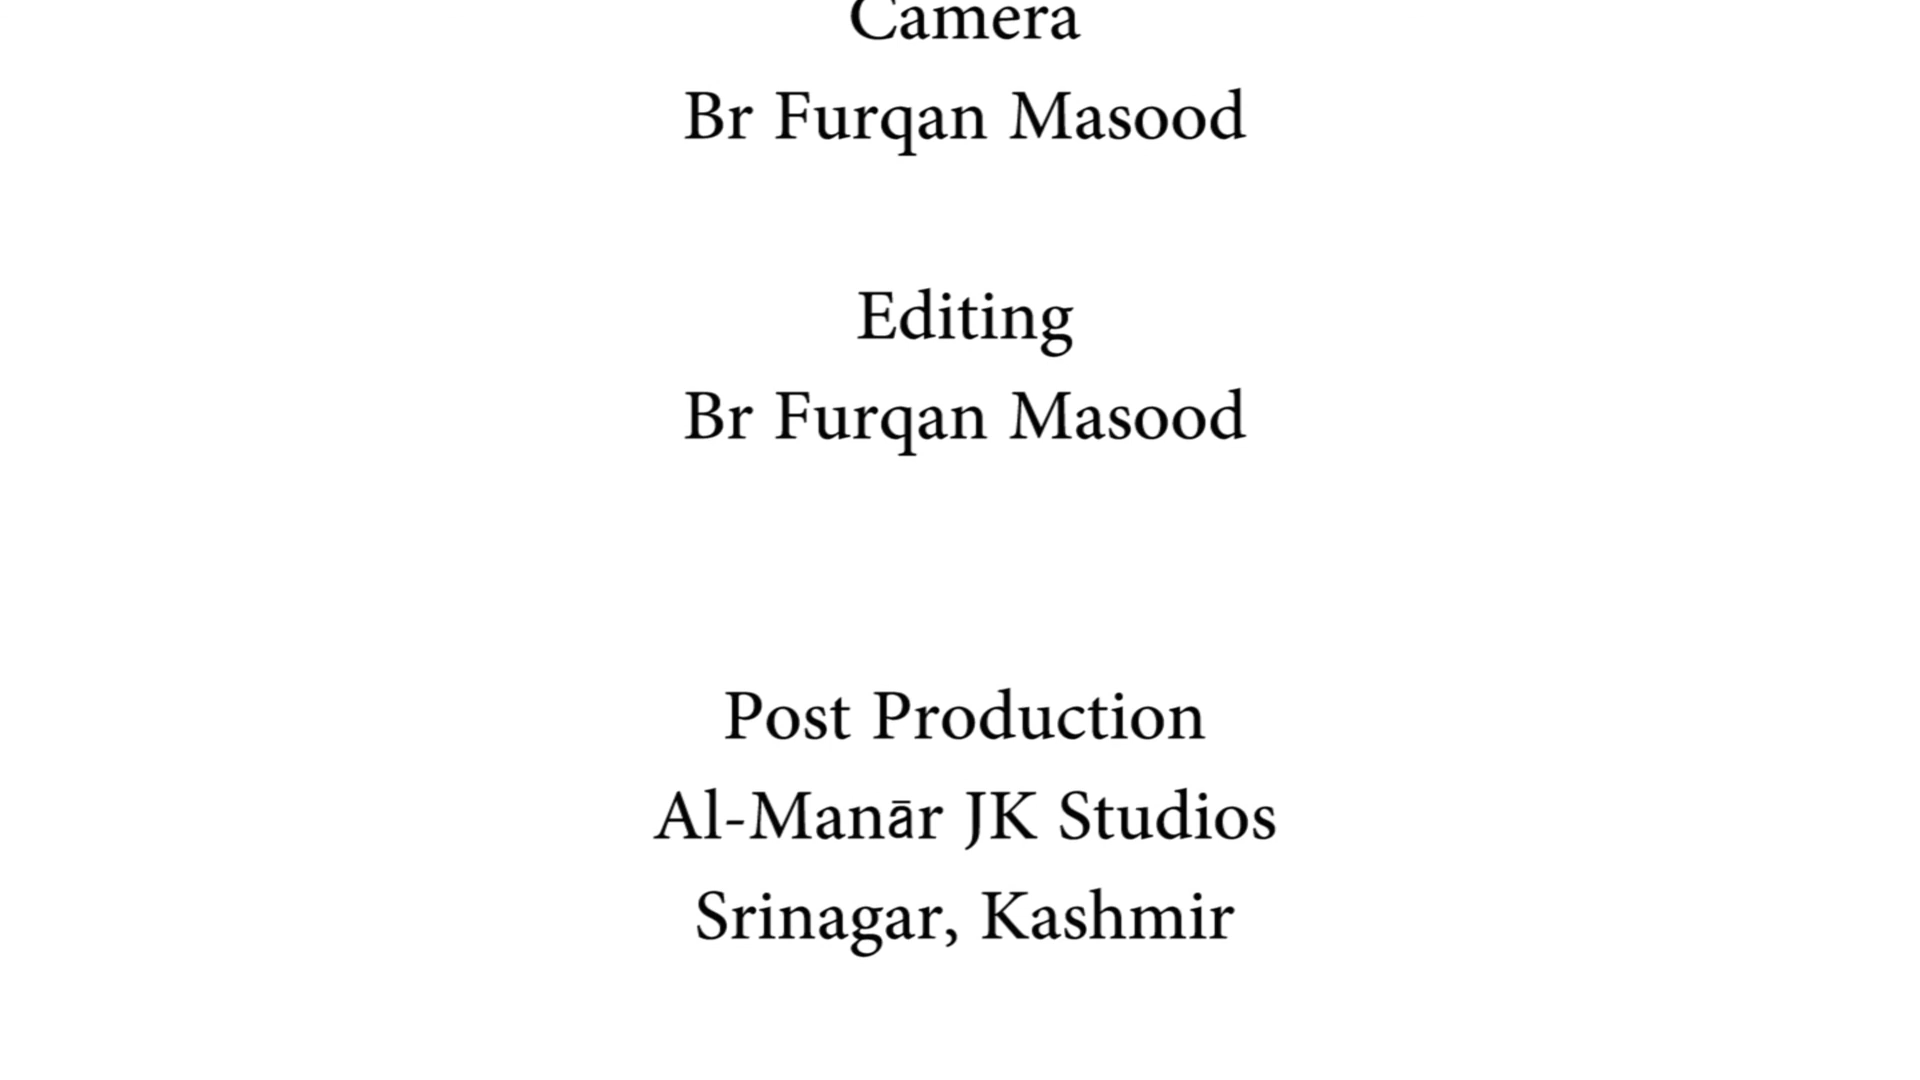 Camera
Br Furqan Masood
Editing
Br Furqan Masood
Post Production
Al-Manār JK Studios
Srinagar, Kashmir